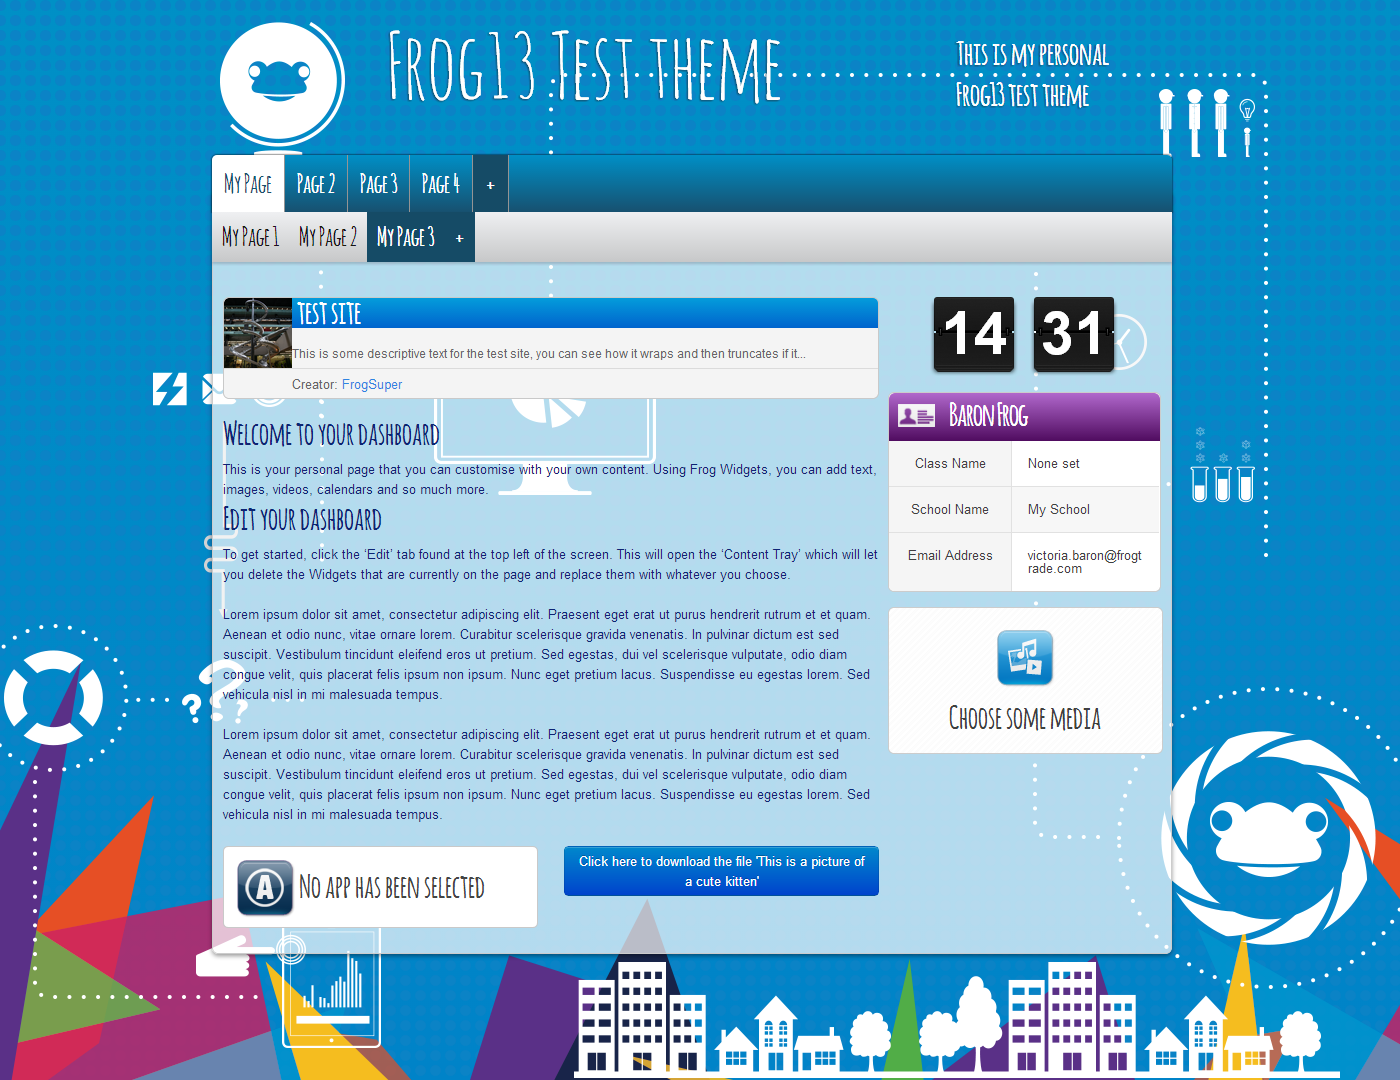 Frog13 Test theme
This is my personal
Frog13 test theme
My Page
Page 2
Page 3
Page 4
+
My Page 1
My Page 2
My Page 3
+
test site
This is some descriptive text for the test site, you can see how it wraps and then truncates if it...
Creator: FrogSuper
14 31
Welcome to your dashboard
This is your personal page that you can customise with your own content. Using Frog Widgets, you can add text,
images, videos, calendars and so much more.
Edit your dashboard
To get started, click the ‘Edit’ tab found at the top left of the screen. This will open the ‘Content Tray’ which will let
you delete the Widgets that are currently on the page and replace them with whatever you choose.
Lorem ipsum dolor sit amet, consectetur adipiscing elit. Praesent eget erat ut purus hendrerit rutrum et et quam.
Aenean et odio nunc, vitae ornare lorem. Curabitur scelerisque gravida venenatis. In pulvinar dictum est sed
suscipit. Vestibulum tincidunt eleifend eros ut pretium. Sed egestas, dui vel scelerisque vulputate, odio diam
congue velit, quis placerat felis ipsum non ipsum. Nunc eget pretium lacus. Suspendisse eu egestas lorem. Sed
vehicula nisl in mi malesuada tempus.
Lorem ipsum dolor sit amet, consectetur adipiscing elit. Praesent eget erat ut purus hendrerit rutrum et et quam.
Aenean et odio nunc, vitae ornare lorem. Curabitur scelerisque gravida venenatis. In pulvinar dictum est sed
suscipit. Vestibulum tincidunt eleifend eros ut pretium. Sed egestas, dui vel scelerisque vulputate, odio diam
congue velit, quis placerat felis ipsum non ipsum. Nunc eget pretium lacus. Suspendisse eu egestas lorem. Sed
vehicula nisl in mi malesuada tempus.
A
No app has been selected
Click here to download the file 'This is a picture of
a cute kitten'
Baron Frog
Class Name
None set
School Name
My School
Email Address
victoria.baron@frogt
rade.com
Choose some media